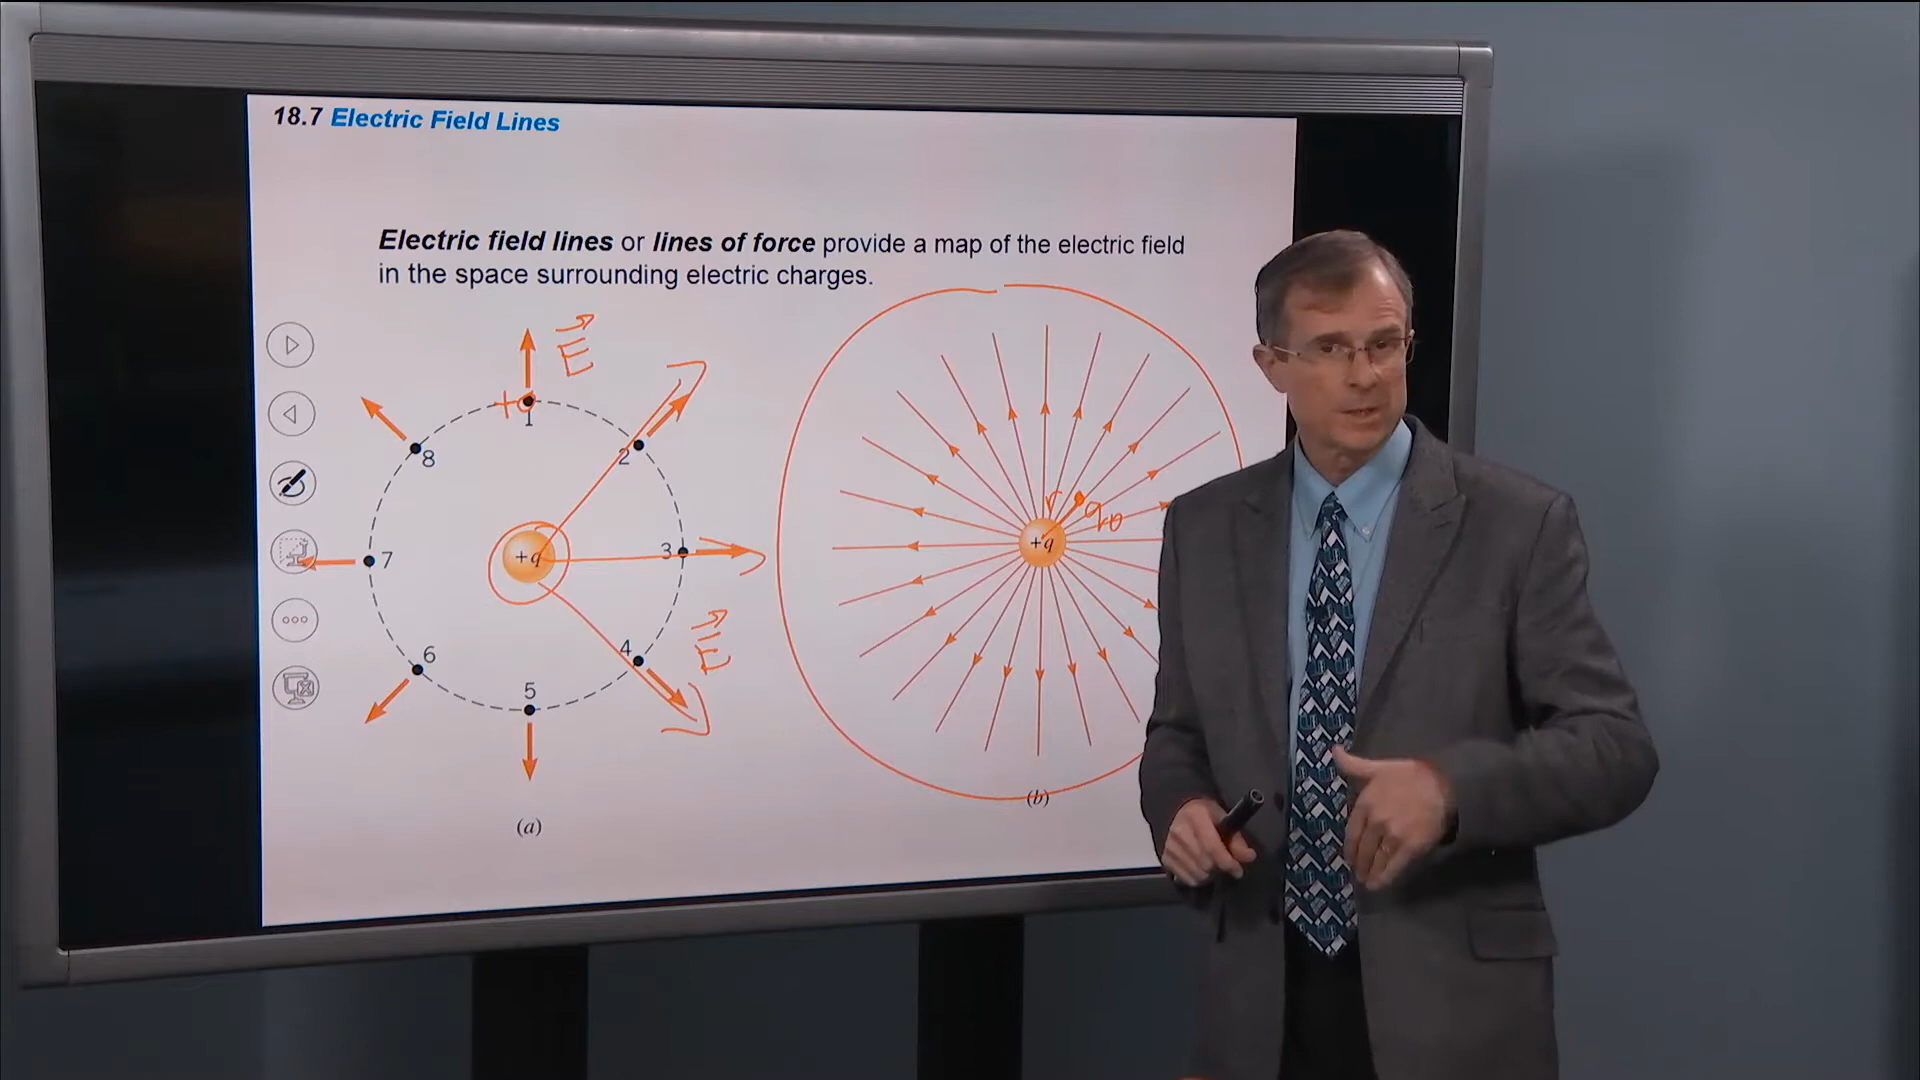 18.7 Electric Field Lines
Electric field lines or lines of force provide a map of the electric field
in the space surrounding electric charges.
E
1
2
3
4
5
6
7
8
+
+q
E
(a)
r
q0
+q
(b)